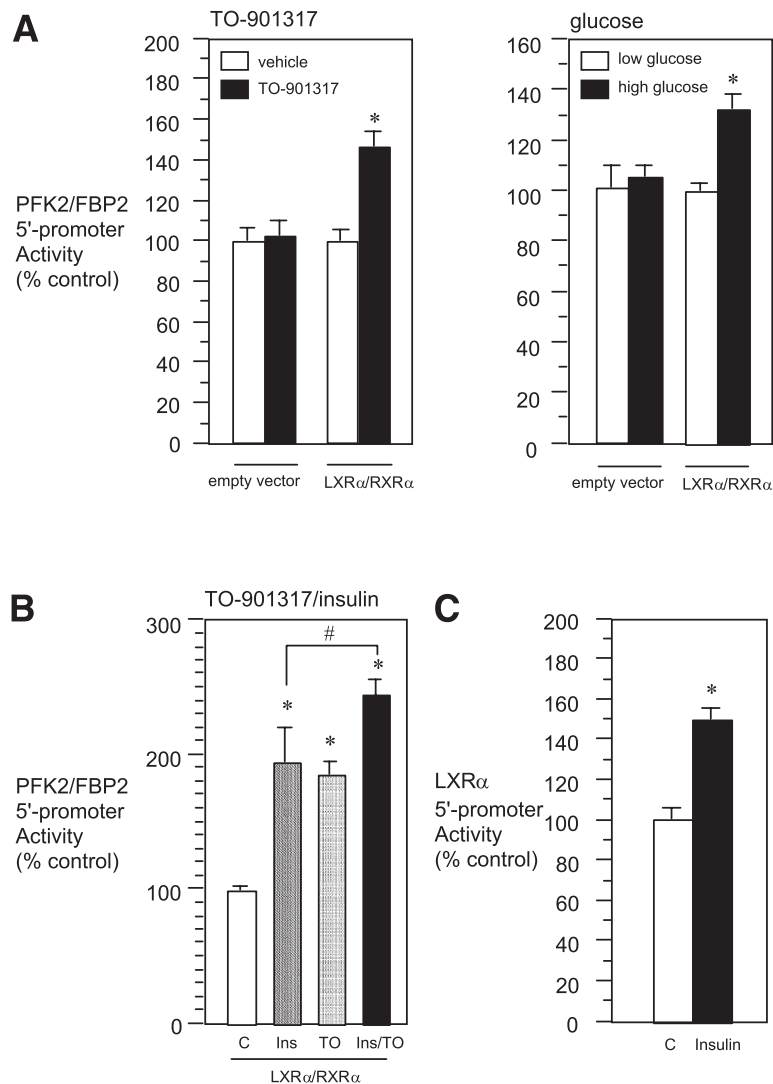 A
TO-901317
200
180
160
140
120
100
80
60
40
20
0
vehicle
TO-901317
*
PFK2/FBP2
5'-promoter
Activity
(% control)
empty vector
LXRα/RXRα
glucose
160
140
120
100
80
60
40
20
0
low glucose
high glucose
*
empty vector
LXRα/RXRα
B
TO-901317/insulin
300
200
100
0
#
*
*
*
PFK2/FBP2
5'-promoter
Activity
(% control)
C Ins TO Ins/TO
LXRα/RXRα
C
200
180
160
140
120
100
80
60
40
20
0
*
LXRα
5'-promoter
Activity
(% control)
C Insulin